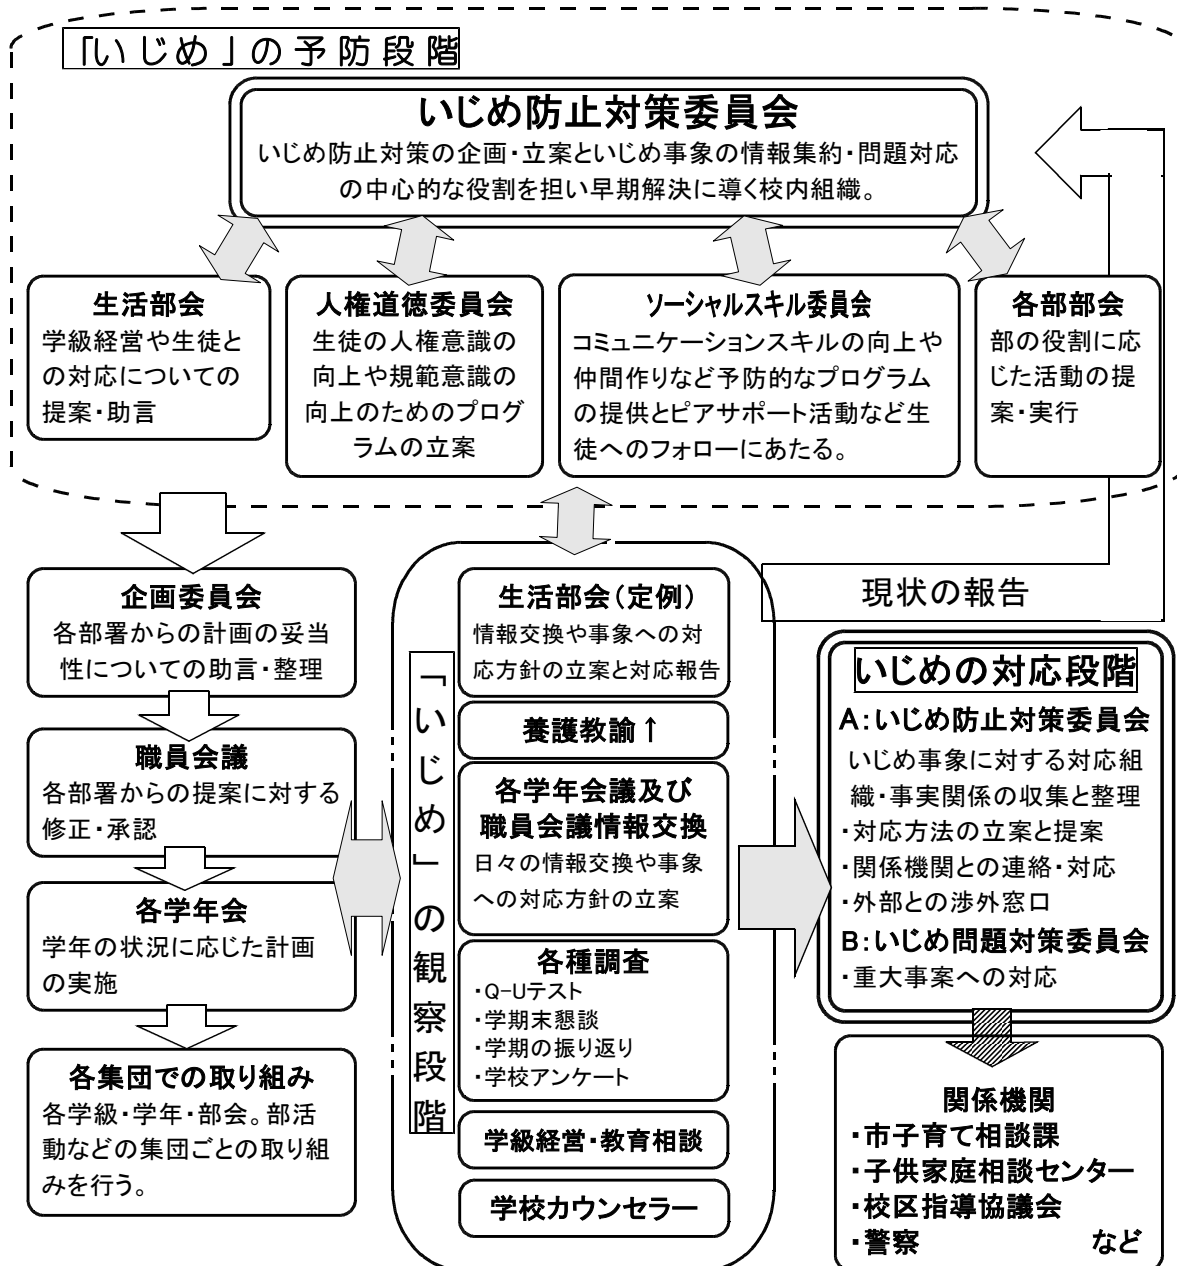 「いじめ」の予防段階
いじめ防止対策委員会
いじめ防止対策の企画・立案といじめ事象の情報集約・問題対応
の中心的な役割を担い早期解決に導く校内組織。
生活部会
学級経営や生徒と
の対応についての
提案・助言
人権道徳委員会
生徒の人権意識の
向上や規範意識の
向上のためのプログ
ラムの立案
ソーシャルスキル委員会
コミュニケーションスキルの向上や
仲間作りなど予防的なプログラム
の提供とピアサポート活動など生
徒へのフォローにあたる。
各部部会
部の役割に応
じた活動の提
案・実行
企画委員会
各部署からの計画の妥当
性についての助言・整理
職員会議
各部署からの提案に対する
修正・承認
各学年会
学年の状況に応じた計画
の実施
各集団での取り組み
各学級・学年・部会。部活
動などの集団ごとの取り組
みを行う。
「いじめ」の観察段階
生活部会（定例）
情報交換や事象への対
応方針の立案と対応報告
養護教諭↑
各学年会議及び
職員会議情報交換
日々の情報交換や事象
への対応方針の立案
各種調査
・Q-Uテスト
・学期末懇談
・学期の振り返り
・学校アンケート
学級経営・教育相談
学校カウンセラー
現状の報告
いじめの対応段階
A：いじめ防止対策委員会
いじめ事象に対する対応組
織・事実関係の収集と整理
・対応方法の立案と提案
・関係機関との連絡・対応
・外部との渉外窓口
B：いじめ問題対策委員会
・重大事案への対応
関係機関
・市子育て相談課
・子供家庭相談センター
・校区指導協議会
・警察 など